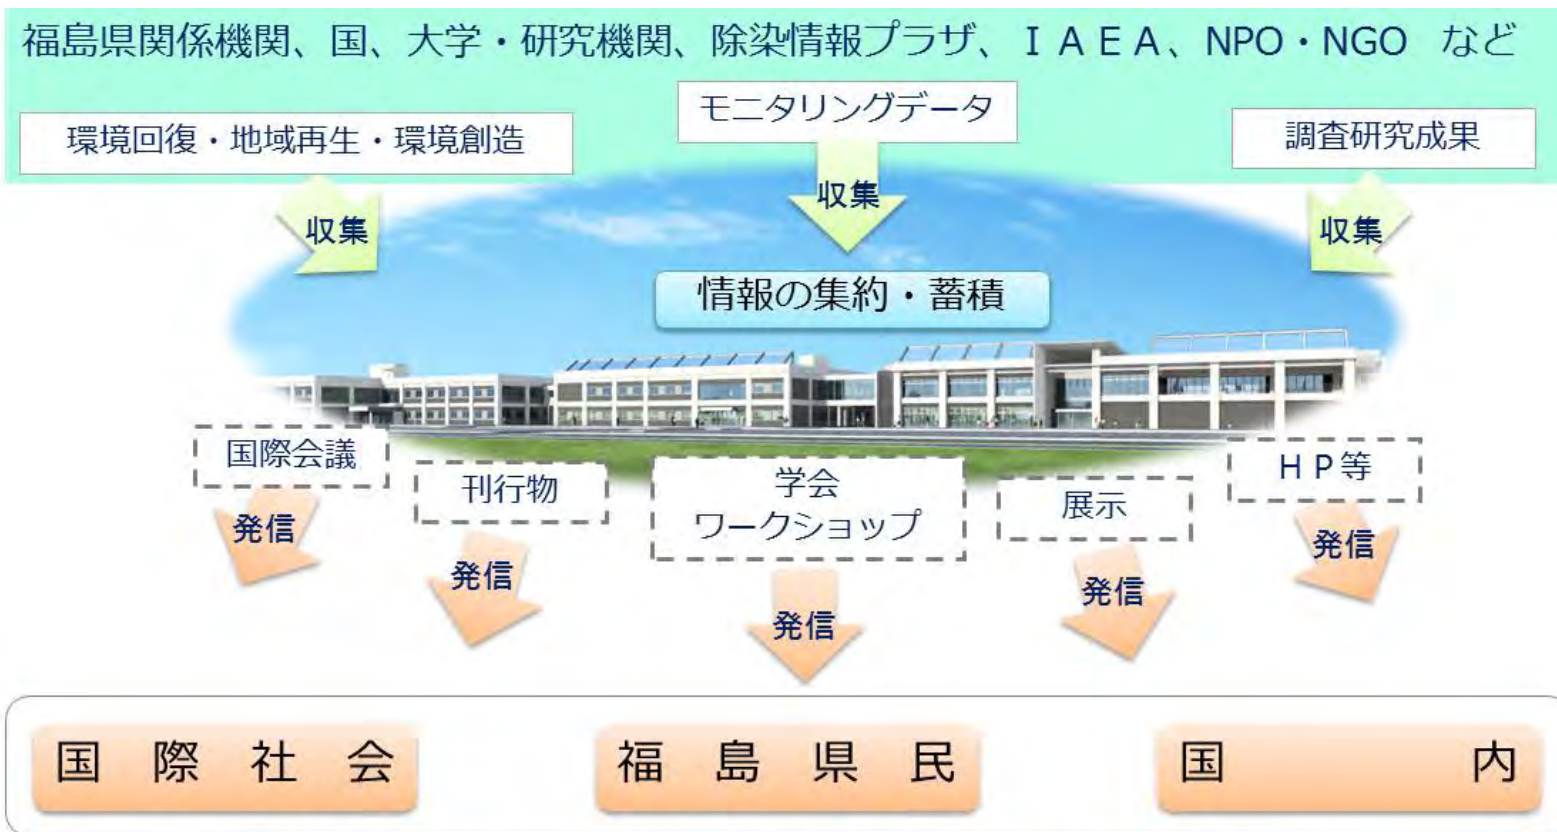 福島県関係機関、国、大学・研究機関、除染情報プラザ、ＩＡＥＡ、NPO・NGO　など
モニタリングデータ
環境回復・地域再生・環境創造
調査研究成果
収集
収集
収集
情報の集約・蓄積
国際会議
刊行物
学会
ワークショップ
展示
ＨＰ等
発信
発信
発信
発信
発信
国　際　社　会
福　島　県　民
国　　　　　内